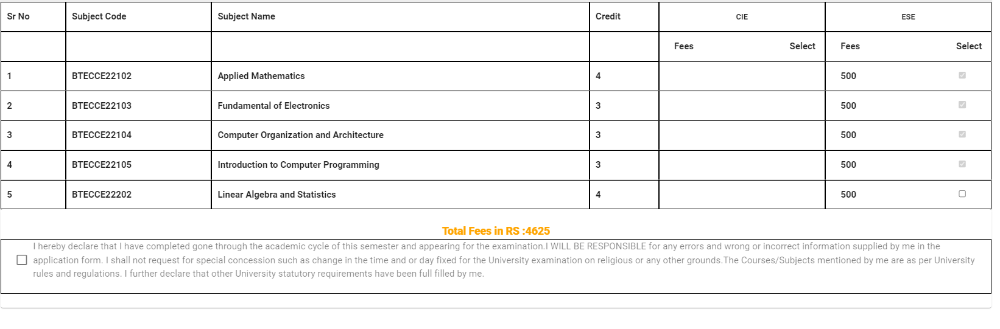 Sr No Subject Code Subject Name Credit CIE ESE
Fees Select Fees Select
1 BTECCE22102 Applied Mathematics 4 500
2 BTECCE22103 Fundamental of Electronics 3 500
3 BTECCE22104 Computer Organization and Architecture 3 500
4 BTECCE22105 Introduction to Computer Programming 3 500
5 BTECCE22202 Linear Algebra and Statistics 4 500
Total Fees in RS :4625
I hereby declare that I have completed gone through the academic cycle of this semester and appearing for the examination.I WILL BE RESPONSIBLE for any errors and wrong or incorrect information supplied by me in the
application form. I shall not request for special concession such as change in the time and or day fixed for the University examination on religious or any other grounds.The Courses/Subjects mentioned by me are as per University
rules and regulations. I further declare that other University statutory requirements have been full filled by me.